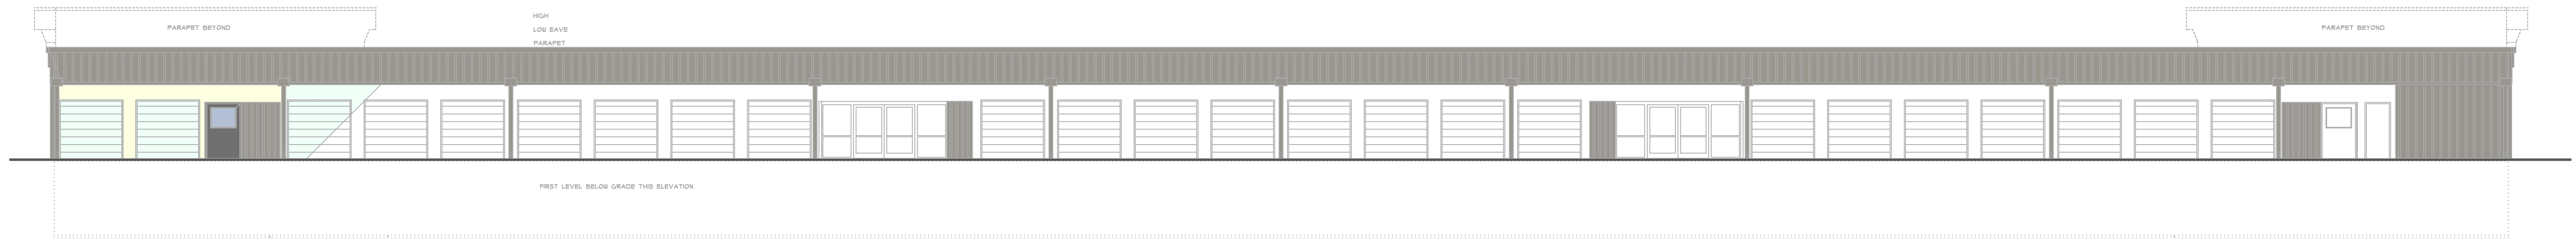 PARAPET BEYOND
HIGH
LOW EAVE
PARAPET
PARAPET BEYOND
FIRST LEVEL BELOW GRADE THIS ELEVATION